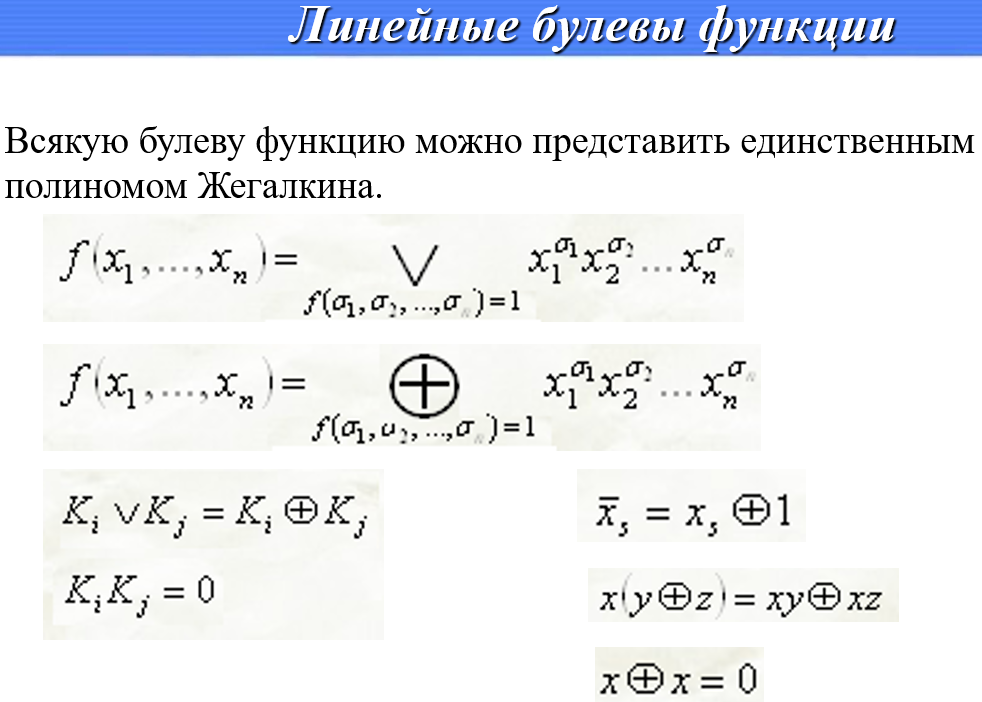 Линейные булевы функции
Всякую булеву функцию можно представить единственным
полиномом Жегалкина.
f(x₁,...,xₙ) = ∨ x₁^σ₁ x₂^σ₂ ... xₙ^σₙ
f(σ₁,σ₂,...,σₙ)=1
f(x₁,...,xₙ) = ⊕ x₁^σ₁ x₂^σ₂ ... xₙ^σₙ
f(σ₁,σ₂,...,σₙ)=1
Kᵢ ∨ Kⱼ = Kᵢ ⊕ Kⱼ
x̄ₛ = xₛ ⊕ 1
KᵢKⱼ = 0
x(y⊕z) = xy⊕xz
x⊕x = 0